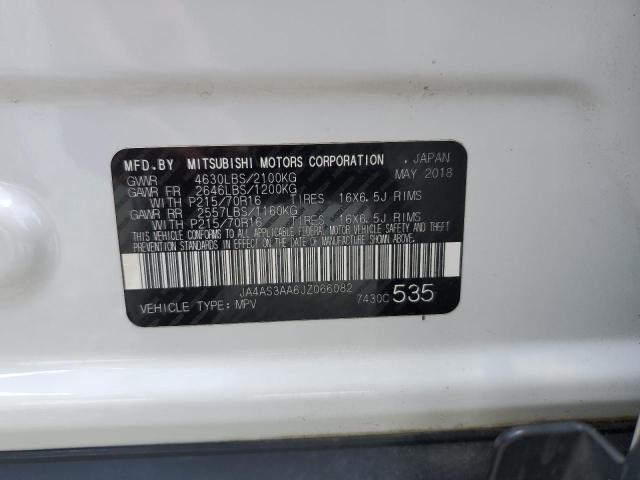 MFD.BY MITSUBISHI MOTORS CORPORATION . JAPAN
GVWR 4630LBS/2100KG MAY 2018
GAWR FR 2646LBS/1200KG
WITH P215/70R16 TIRES 16X6.5J RIMS
GAWR RR 2557LBS/1160KG
WITH P215/70R16 TIRES 16X6.5J RIMS
THIS VEHICLE CONFORMS TO ALL APPLICABLE FEDERAL MOTOR VEHICLE SAFETY AND THEFT
PREVENTION STANDARDS IN EFFECT ON THE DATE OF MANUFACTURE SHOWN ABOVE.
JA4AS3AA6JZ066082
VEHICLE TYPE: MPV 7430C 535